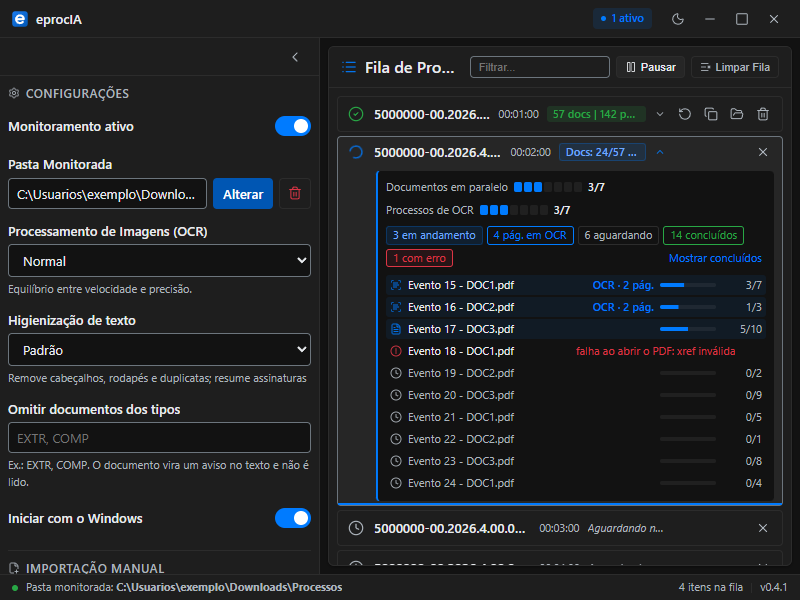 eprocIA
1 ativo
CONFIGURAÇÕES
Monitoramento ativo
Pasta Monitorada
C:\Usuarios\exemplo\Downlo...
Alterar
Processamento de Imagens (OCR)
Normal
Equilíbrio entre velocidade e precisão.
Higienização de texto
Padrão
Remove cabeçalhos, rodapés e duplicatas; resume assinaturas
Omitir documentos dos tipos
EXTR, COMP
Ex.: EXTR, COMP. O documento vira um aviso no texto e não é
lido.
Iniciar com o Windows
IMPORTAÇÃO MANUAL
Fila de Pro...
Filtrar...
Pausar
Limpar Fila
5000000-00.2026.... 00:01:00 57 docs | 142 p...
5000000-00.2026.4.... 00:02:00 Docs: 24/57 ...
Documentos em paralelo 3/7
Processos de OCR 3/7
3 em andamento 4 pág. em OCR 6 aguardando 14 concluídos
1 com erro Mostrar concluídos
Evento 15 - DOC1.pdf OCR · 2 pág. 3/7
Evento 16 - DOC2.pdf OCR · 2 pág. 1/3
Evento 17 - DOC3.pdf 5/10
Evento 18 - DOC1.pdf falha ao abrir o PDF: xref inválida
Evento 19 - DOC2.pdf 0/2
Evento 20 - DOC3.pdf 0/9
Evento 21 - DOC1.pdf 0/5
Evento 22 - DOC2.pdf 0/1
Evento 23 - DOC3.pdf 0/8
Evento 24 - DOC1.pdf 0/4
5000000-00.2026.4.00.0... 00:03:00 Aguardando n...
Pasta monitorada: C:\Usuarios\exemplo\Downloads\Processos
4 itens na fila v0.4.1